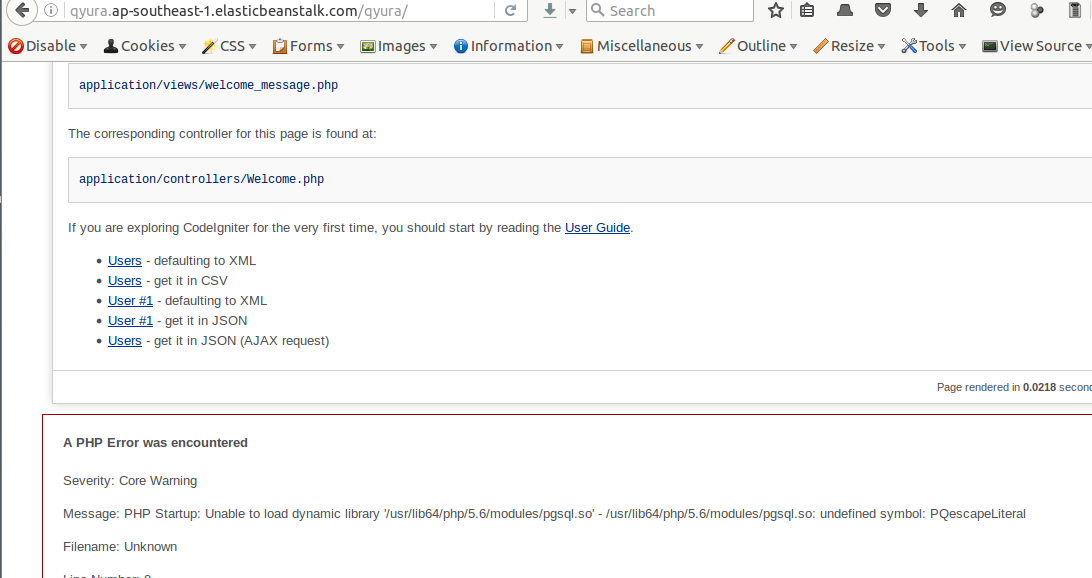 qyura.ap-southeast-1.elasticbeanstalk.com/qyura/
Search
Disable Cookies CSS Forms Images Information Miscellaneous Outline Resize Tools View Source
application/views/welcome_message.php
The corresponding controller for this page is found at:
application/controllers/Welcome.php
If you are exploring CodeIgniter for the very first time, you should start by reading the User Guide.
• Users - defaulting to XML
• Users - get it in CSV
• User #1 - defaulting to XML
• User #1 - get it in JSON
• Users - get it in JSON (AJAX request)
Page rendered in 0.0218 secon
A PHP Error was encountered
Severity: Core Warning
Message: PHP Startup: Unable to load dynamic library '/usr/lib64/php/5.6/modules/pgsql.so' - /usr/lib64/php/5.6/modules/pgsql.so: undefined symbol: PQescapeLiteral
Filename: Unknown
Line Number: 0